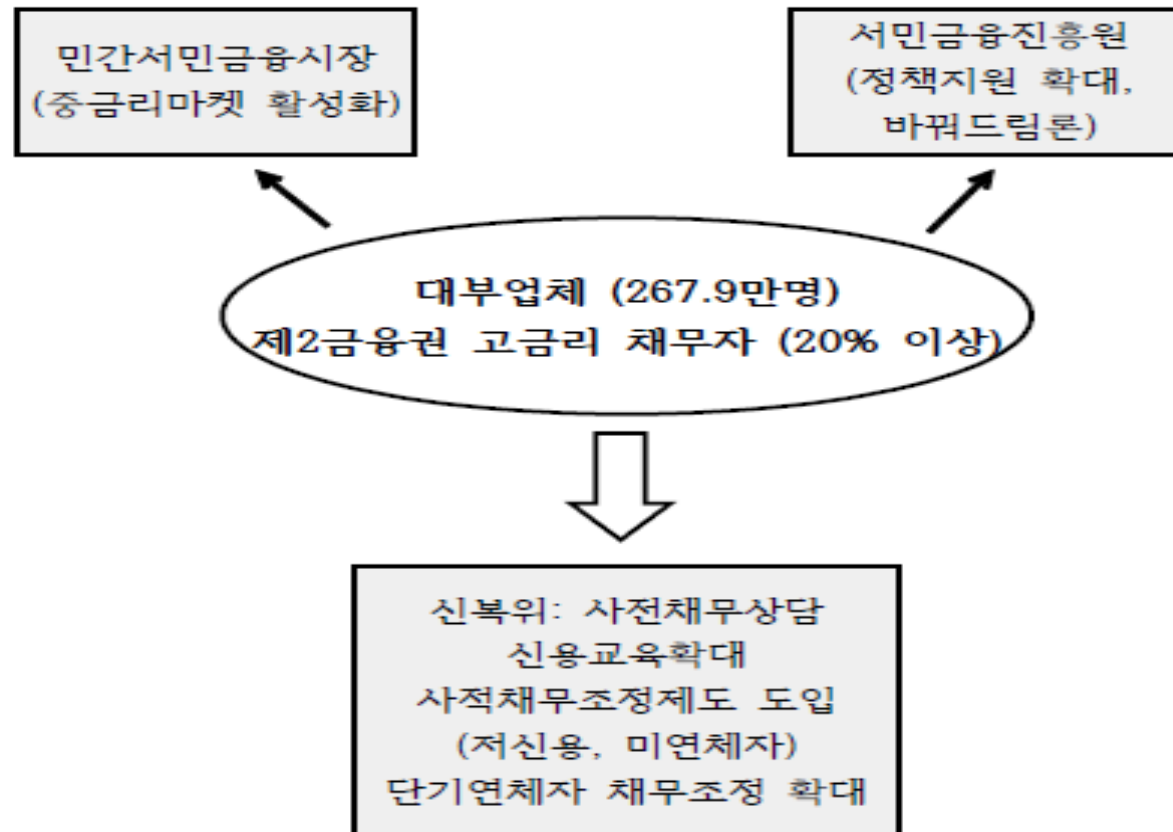 민간서민금융시장
(중금리마켓 활성화)
서민금융진흥원
(정책지원 확대,
바꿔드림론)
대부업체 (267.9만명)
제2금융권 고금리 채무자 (20% 이상)
신복위: 사전채무상담
신용교육확대
사적채무조정제도 도입
(저신용, 미연체자)
단기연체자 채무조정 확대